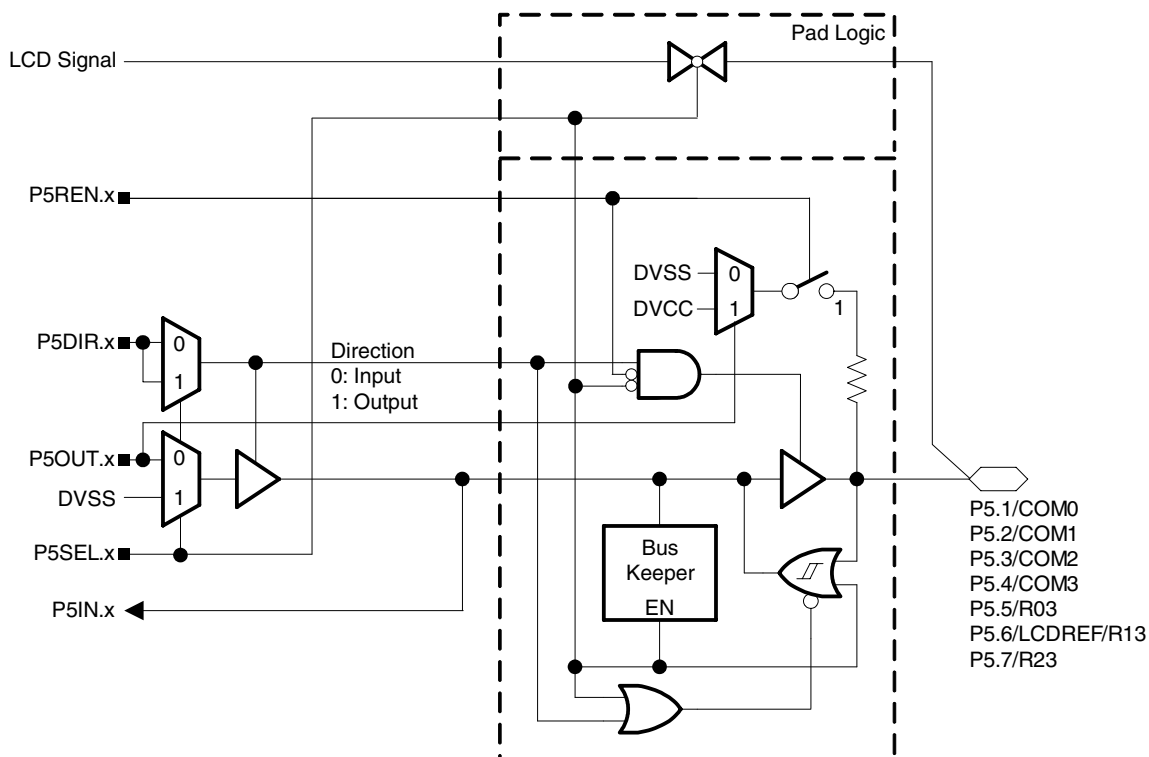 Pad Logic
LCD Signal
P5REN.x
DVSS
0
DVCC
1
1
P5DIR.x
0
1
Direction
0: Input
1: Output
P5OUT.x
0
DVSS
1
P5SEL.x
P5IN.x
Bus
Keeper
EN
P5.1/COM0
P5.2/COM1
P5.3/COM2
P5.4/COM3
P5.5/R03
P5.6/LCDREF/R13
P5.7/R23